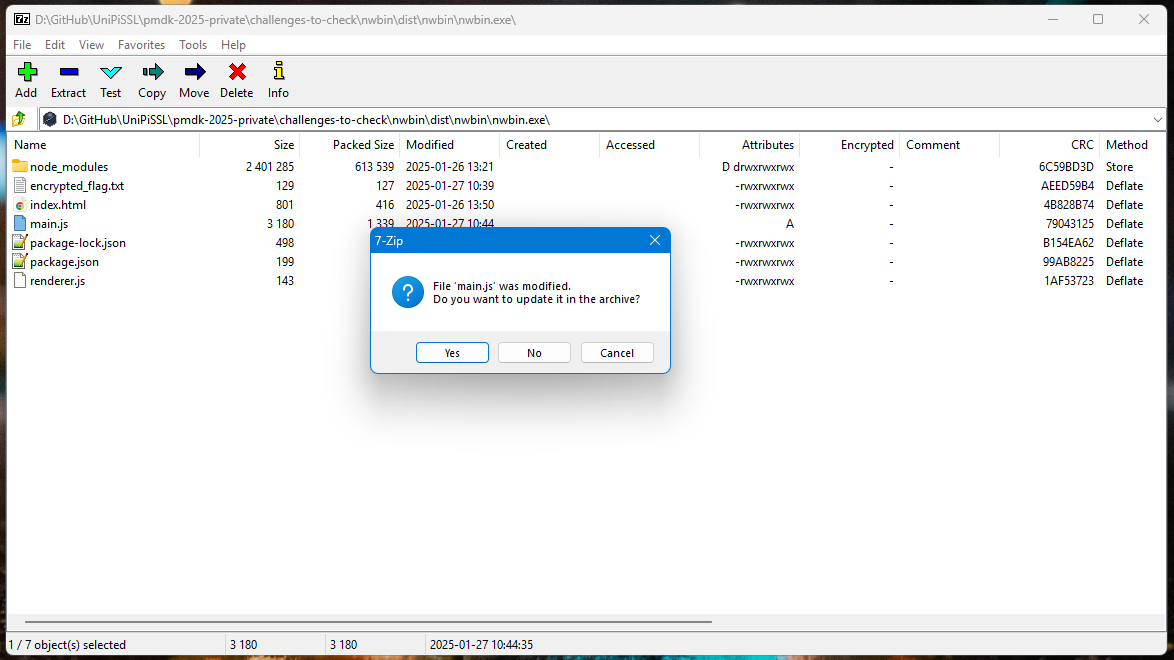 7z D:\GitHub\UniPiSSL\pmdk-2025-private\challenges-to-check\nwbin\dist\nwbin\nwbin.exe\
File Edit View Favorites Tools Help
Add Extract Test Copy Move Delete Info
D:\GitHub\UniPiSSL\pmdk-2025-private\challenges-to-check\nwbin\dist\nwbin\nwbin.exe\
Name Size Packed Size Modified Created Accessed Attributes Encrypted Comment CRC Method
node_modules 2 401 285 613 539 2025-01-26 13:21 D drwxrwxrwx - 6C59BD3D Store
encrypted_flag.txt 129 127 2025-01-27 10:39 -rwxrwxrwx - AEED59B4 Deflate
index.html 801 416 2025-01-26 13:50 -rwxrwxrwx - 4B828B74 Deflate
main.js 3 180 1 339 2025-01-27 10:44 A - 79043125 Deflate
package-lock.json 498 -rwxrwxrwx - B154EA62 Deflate
package.json 199 -rwxrwxrwx - 99AB8225 Deflate
renderer.js 143 -rwxrwxrwx - 1AF53723 Deflate
7-Zip
File 'main.js' was modified.
Do you want to update it in the archive?
Yes No Cancel
1 / 7 object(s) selected 3 180 3 180 2025-01-27 10:44:35